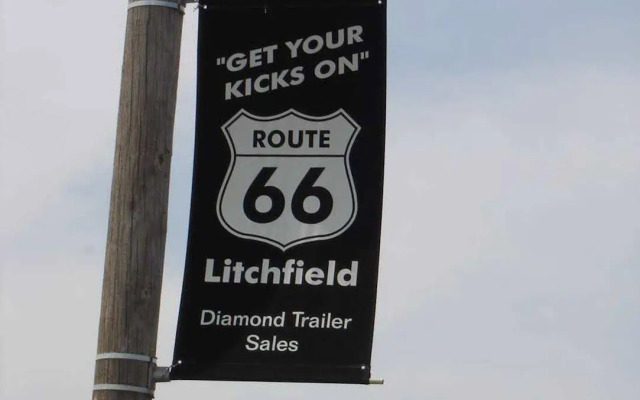 "GET YOUR
KICKS ON"
ROUTE
66
Litchfield
Diamond Trailer
Sales